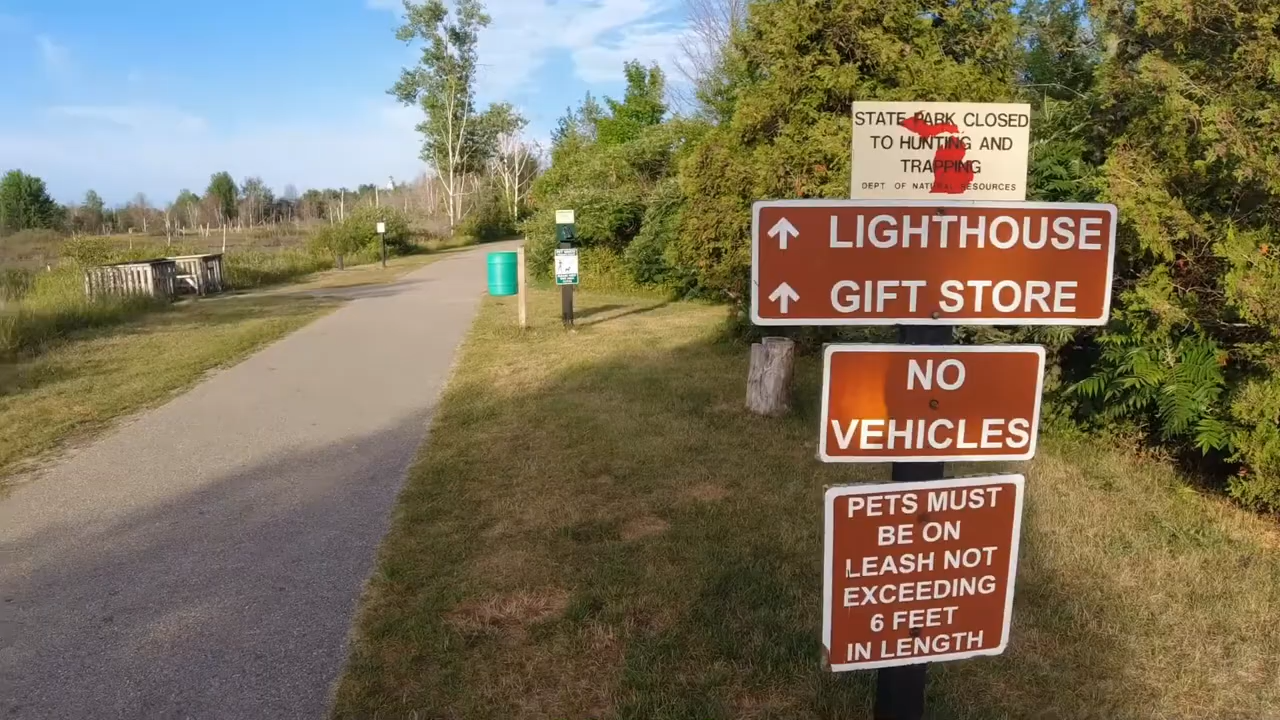 STATE PARK CLOSED
TO HUNTING AND
TRAPPING
DEPT OF NATURAL RESOURCES
LIGHTHOUSE
GIFT STORE
NO
VEHICLES
PETS MUST
BE ON
LEASH NOT
EXCEEDING
6 FEET
IN LENGTH